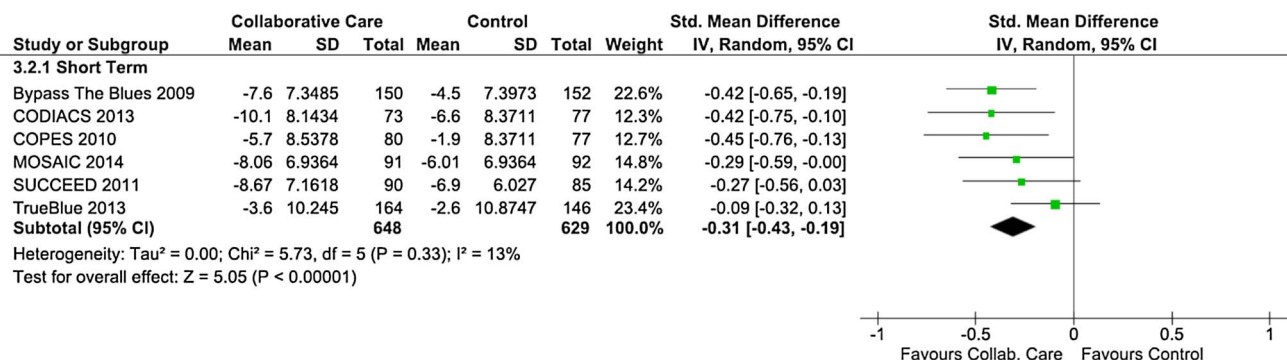 Collaborative Care Control Std. Mean Difference Std. Mean Difference
Study or Subgroup Mean SD Total Mean SD Total Weight IV, Random, 95% CI IV, Random, 95% CI
3.2.1 Short Term
Bypass The Blues 2009 -7.6 7.3485 150 -4.5 7.3973 152 22.6% -0.42 [-0.65, -0.19]
CODIACS 2013 -10.1 8.1434 73 -6.6 8.3711 77 12.3% -0.42 [-0.75, -0.10]
COPES 2010 -5.7 8.5378 80 -1.9 8.3711 77 12.7% -0.45 [-0.76, -0.13]
MOSAIC 2014 -8.06 6.9364 91 -6.01 6.9364 92 14.8% -0.29 [-0.59, -0.00]
SUCCEED 2011 -8.67 7.1618 90 -6.9 6.027 85 14.2% -0.27 [-0.56, 0.03]
TrueBlue 2013 -3.6 10.245 164 -2.6 10.8747 146 23.4% -0.09 [-0.32, 0.13]
Subtotal (95% CI) 648 629 100.0% -0.31 [-0.43, -0.19]
Heterogeneity: Tau² = 0.00; Chi² = 5.73, df = 5 (P = 0.33); I² = 13%
Test for overall effect: Z = 5.05 (P < 0.00001)
-1 -0.5 0 0.5 1
Favours Collab. Care Favours Control